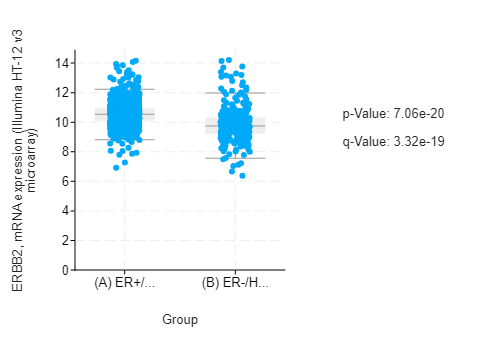 ERBB2, mRNA expression (Illumina HT-12 v3
microarray)
14
12
10
8
6
4
2
0
(A) ER+/...
(B) ER-/H...
Group
p-Value: 7.06e-20
q-Value: 3.32e-19